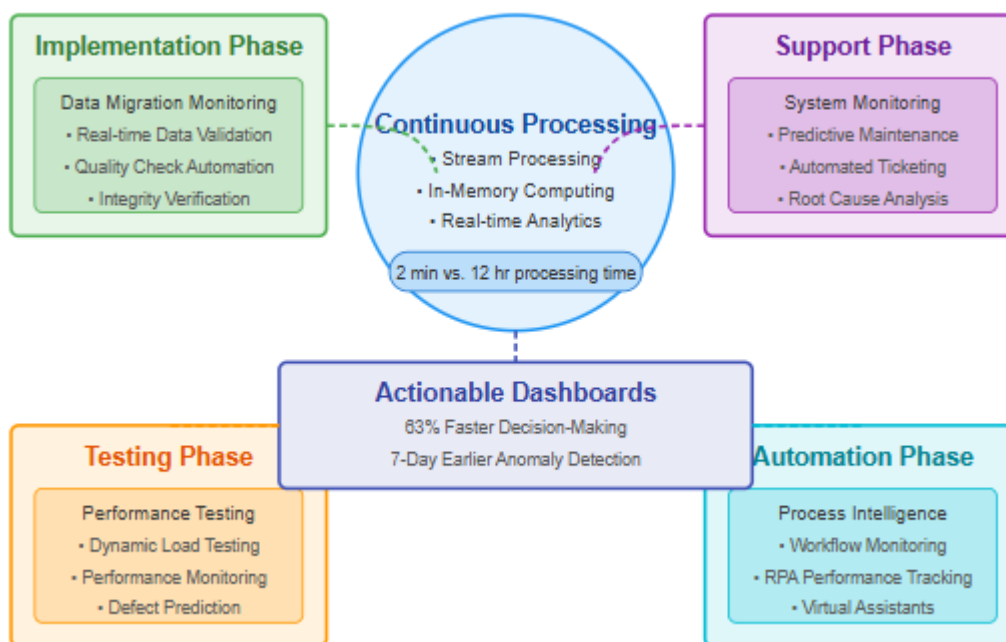 Implementation Phase
Data Migration Monitoring
• Real-time Data Validation
• Quality Check Automation
• Integrity Verification
Continuous Processing
• Stream Processing
• In-Memory Computing
• Real-time Analytics
2 min vs. 12 hr processing time
Support Phase
System Monitoring
• Predictive Maintenance
• Automated Ticketing
• Root Cause Analysis
Actionable Dashboards
63% Faster Decision-Making
7-Day Earlier Anomaly Detection
Testing Phase
Performance Testing
• Dynamic Load Testing
• Performance Monitoring
• Defect Prediction
Automation Phase
Process Intelligence
• Workflow Monitoring
• RPA Performance Tracking
• Virtual Assistants